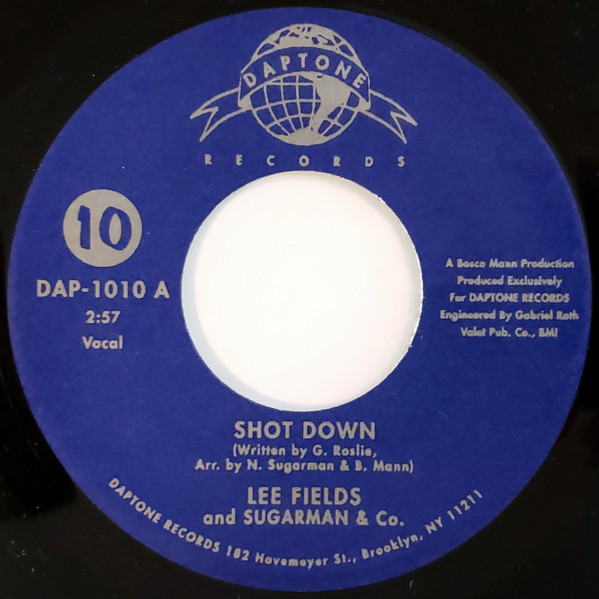 DAPTONE
RECORDS
10
DAP-1010 A
2:57
Vocal
A Bosco Mann Production
Produced Exclusively
For DAPTONE RECORDS
Engineered By Gabriel Roth
Valet Pub. Co., BMI
SHOT DOWN
(Written by G. Roslie,
Arr. by N. Sugarman & B. Mann)
LEE FIELDS
and SUGARMAN & Co.
DAPTONE RECORDS 182 Havemeyer St., Brooklyn, NY 11211